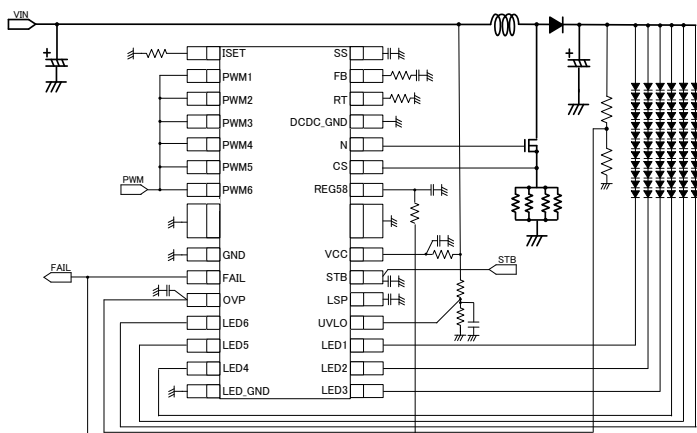 VIN
ISET
PWM1
PWM2
PWM3
PWM4
PWM5
PWM6
PWM
GND
FAIL
FAIL
OVP
LED6
LED5
LED4
LED_GND
SS
FB
RT
DCDC_GND
N
CS
REG58
VCC
STB
STB
LSP
UVLO
LED1
LED2
LED3
+
+